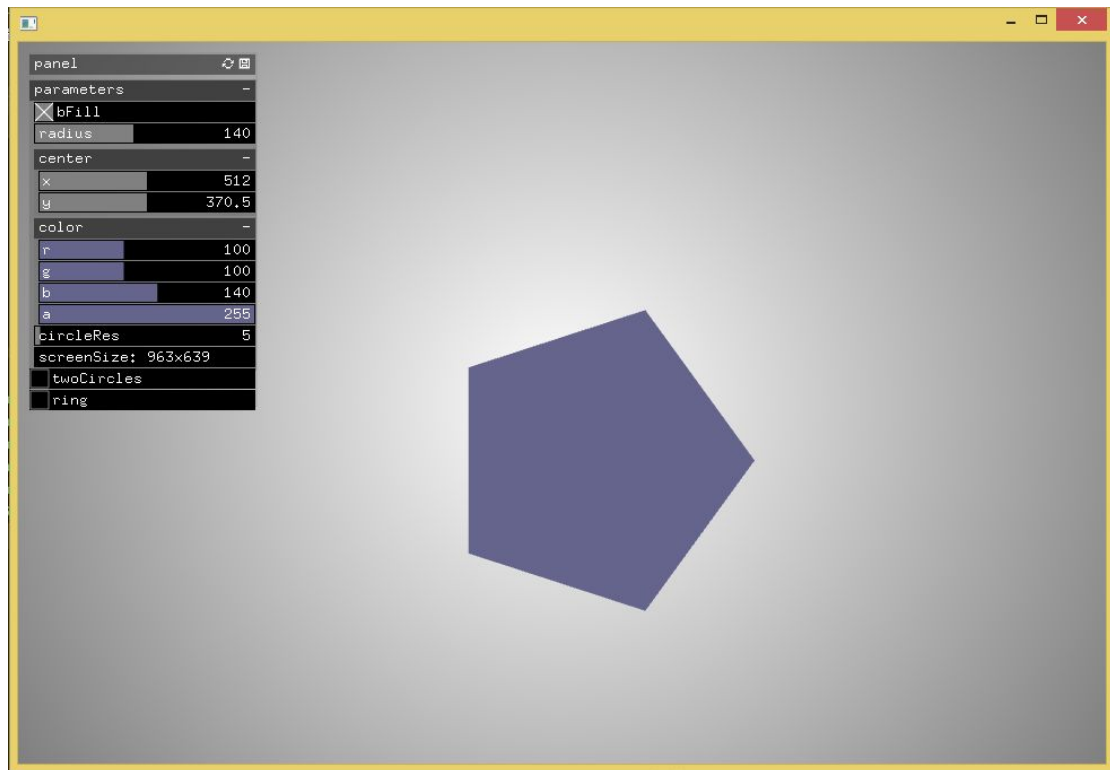 panel
parameters -
bFill
radius 140
center -
x 512
y 370.5
color -
r 100
g 100
b 140
a 255
circleRes 5
screenSize: 963x639
twoCircles
ring